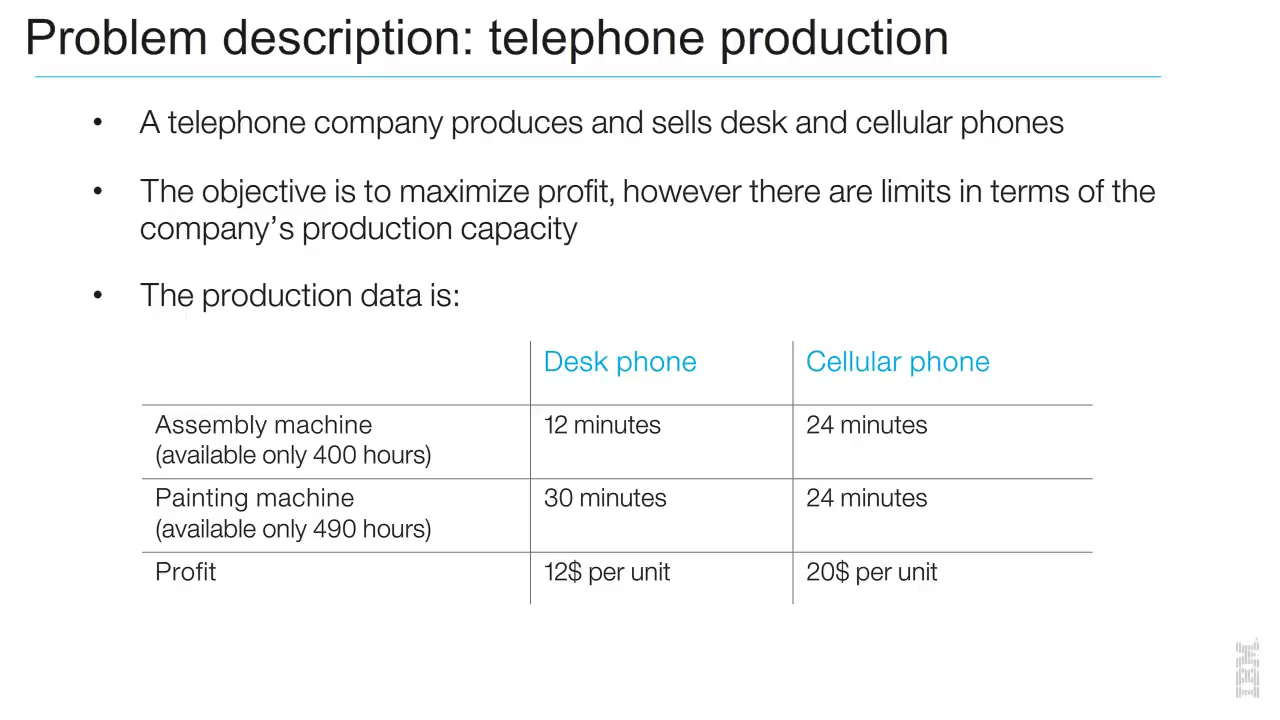 Problem description: telephone production
• A telephone company produces and sells desk and cellular phones
• The objective is to maximize profit, however there are limits in terms of the
company's production capacity
• The production data is:
Desk phone Cellular phone
Assembly machine 12 minutes 24 minutes
(available only 400 hours)
Painting machine 30 minutes 24 minutes
(available only 490 hours)
Profit 12$ per unit 20$ per unit
IBM